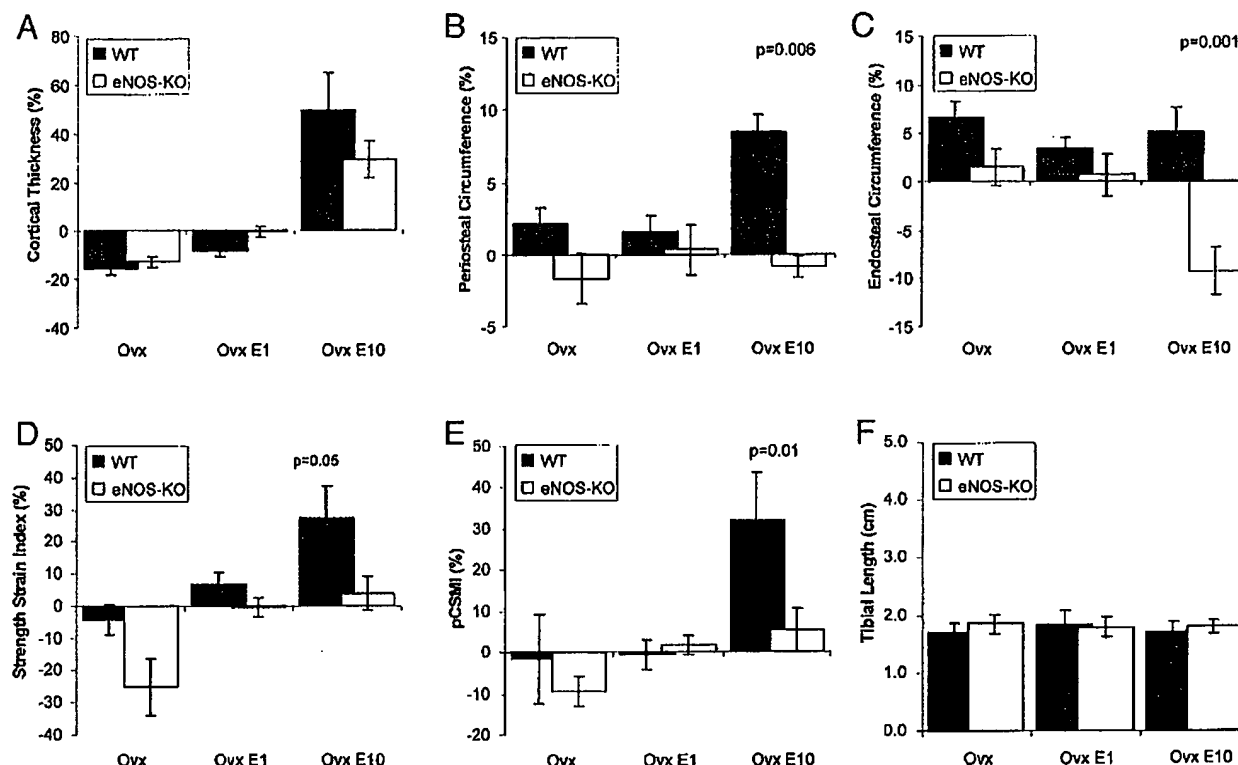 A
WT
eNOS-KO
Cortical Thickness (%)
80
60
40
20
0
-20
-40
Ovx
Ovx E1
Ovx E10
B
WT
eNOS-KO
p=0.006
Periosteal Circumference (%)
15
10
5
0
-5
Ovx
Ovx E1
Ovx E10
C
WT
eNOS-KO
p=0.001
Endosteal Circumference (%)
15
10
5
0
-5
-10
-15
Ovx
Ovx E1
Ovx E10
D
WT
eNOS-KO
p=0.05
Strength Strain Index (%)
50
40
30
20
10
0
-10
-20
-30
-40
Ovx
Ovx E1
Ovx E10
E
WT
eNOS-KO
p=0.01
pCSMI (%)
50
40
30
20
10
0
-10
-20
Ovx
Ovx E1
Ovx E10
F
WT
eNOS-KO
Tibial Length (cm)
5.0
4.0
3.0
2.0
1.0
0.0
Ovx
Ovx E1
Ovx E10